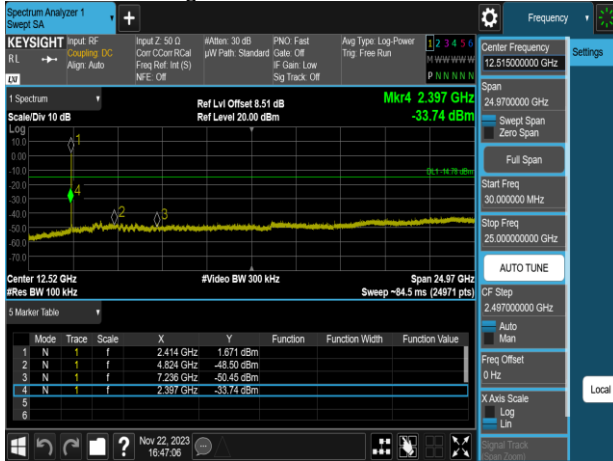 Spectrum Analyzer 1
Swept SA
+
Frequency
KEYSIGHT
RL
LXI
Input: RF
Coupling: DC
Align: Auto
Input Z: 50 Ω
Corr CCorr RCal
Freq Ref: Int (S)
NFE: Off
#Atten: 30 dB
µW Path: Standard
PNO: Fast
Gate: Off
IF Gain: Low
Sig Track: Off
Avg Type: Log-Power
Trig: Free Run
1 2 3 4 5 6
M W W W W W
P N N N N N
1 Spectrum
Scale/Div 10 dB
Ref Lvl Offset 8.51 dB
Ref Level 20.00 dBm
Mkr4 2.397 GHz
-33.74 dBm
Log
10.0
0.00
-10.0
-20.0
-30.0
-40.0
-50.0
-60.0
-70.0
1
4
2
3
DL1 -14.78 dBm
Center 12.52 GHz
#Res BW 100 kHz
#Video BW 300 kHz
Span 24.97 GHz
Sweep ~84.5 ms (24971 pts)
5 Marker Table
Mode Trace Scale X Y Function Function Width Function Value
1 N 1 f 2.414 GHz 1.671 dBm
2 N 1 f 4.824 GHz -48.50 dBm
3 N 1 f 7.236 GHz -50.45 dBm
4 N 1 f 2.397 GHz -33.74 dBm
5
6
?
Nov 22, 2023
16:47:06
Center Frequency
12.515000000 GHz
Span
24.9700000 GHz
Swept Span
Zero Span
Full Span
Start Freq
30.000000 MHz
Stop Freq
25.000000000 GHz
AUTO TUNE
CF Step
2.497000000 GHz
Auto
Man
Freq Offset
0 Hz
X Axis Scale
Log
Lin
Signal Track
(Span Zoom)
Settings
Local